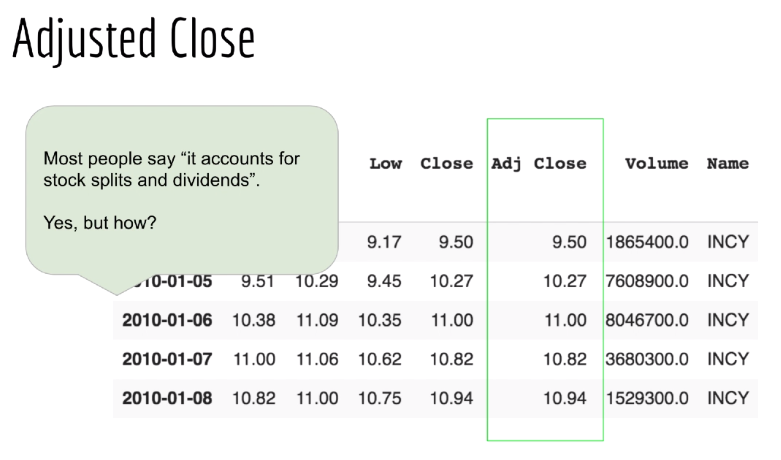 Adjusted Close
Most people say “it accounts for
stock splits and dividends”.
Yes, but how?
Low Close Adj Close Volume Name
9.17 9.50 9.50 1865400.0 INCY
10-01-05 9.51 10.29 9.45 10.27 10.27 7608900.0 INCY
2010-01-06 10.38 11.09 10.35 11.00 11.00 8046700.0 INCY
2010-01-07 11.00 11.06 10.62 10.82 10.82 3680300.0 INCY
2010-01-08 10.82 11.00 10.75 10.94 10.94 1529300.0 INCY